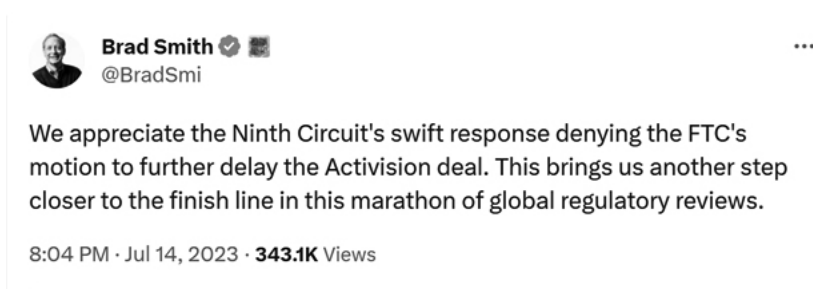 Brad Smith
@BradSmi
We appreciate the Ninth Circuit's swift response denying the FTC's
motion to further delay the Activision deal. This brings us another step
closer to the finish line in this marathon of global regulatory reviews.
8:04 PM · Jul 14, 2023 · 343.1K Views